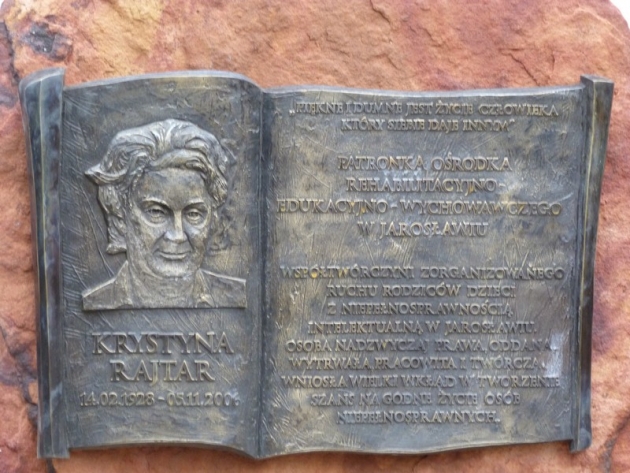 KRYSTYNA
RAJTAR
14.02.1928 - 05.11.2004
„PIĘKNE I DUMNE JEST ŻYCIE CZŁOWIEKA
KTÓRY SIEBIE DAJE INNYM”
PATRONKA OŚRODKA
REHABILITACYJNO-
EDUKACYJNO-WYCHOWAWCZEGO
W JAROSŁAWIU
WSPÓŁTWÓRCZYNI ZORGANIZOWANEGO
RUCHU RODZICÓW DZIECI
Z NIEPEŁNOSPRAWNOŚCIĄ
INTELEKTUALNĄ W JAROSŁAWIU.
OSOBA NADZWYCZAJ PRAWA, ODDANA,
WYTRWAŁA, PRACOWITA I TWÓRCZA,
WNIOSŁA WIELKI WKŁAD W TWORZENIE
SZANS NA GODNE ŻYCIE OSÓB
NIEPEŁNOSPRAWNYCH.